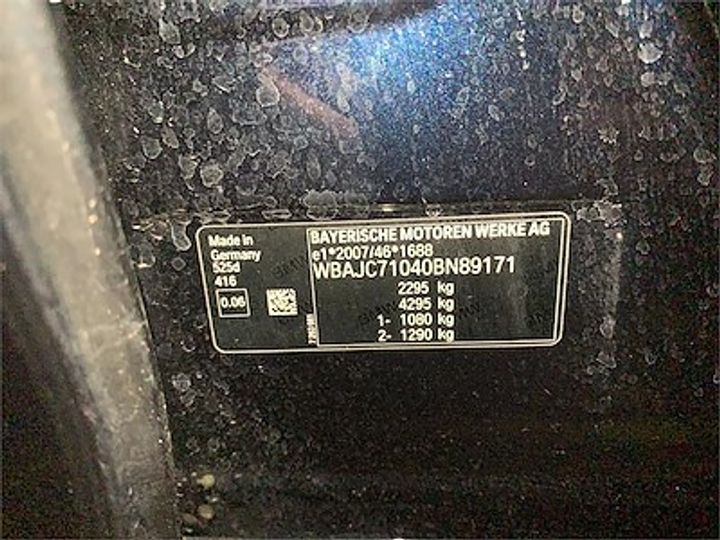 Made in
Germany
525d
416
0.06
BAYERISCHE MOTOREN WERKE AG
e1*2007/46*1688
WBAJC71040BN89171
2295 kg
4295 kg
1- 1080 kg
2- 1290 kg